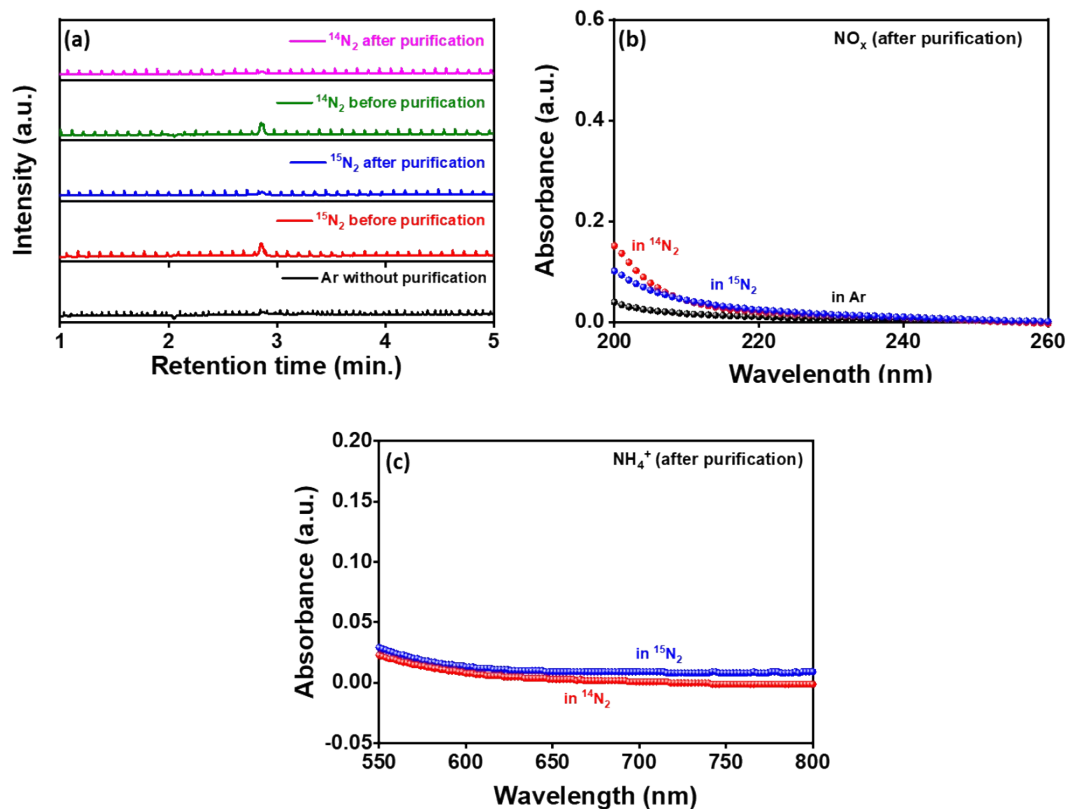 (a)
¹⁴N₂ after purification
¹⁴N₂ before purification
¹⁵N₂ after purification
¹⁵N₂ before purification
Ar without purification
Intensity (a.u.)
1 2 3 4 5
Retention time (min.)
(b)
NOₓ (after purification)
0.6
0.4
0.2
0.0
Absorbance (a.u.)
in ¹⁴N₂
in ¹⁵N₂
in Ar
200 220 240 260
Wavelength (nm)
(c)
NH₄⁺ (after purification)
0.20
0.15
0.10
0.05
0.00
-0.05
Absorbance (a.u.)
in ¹⁵N₂
in ¹⁴N₂
550 600 650 700 750 800
Wavelength (nm)